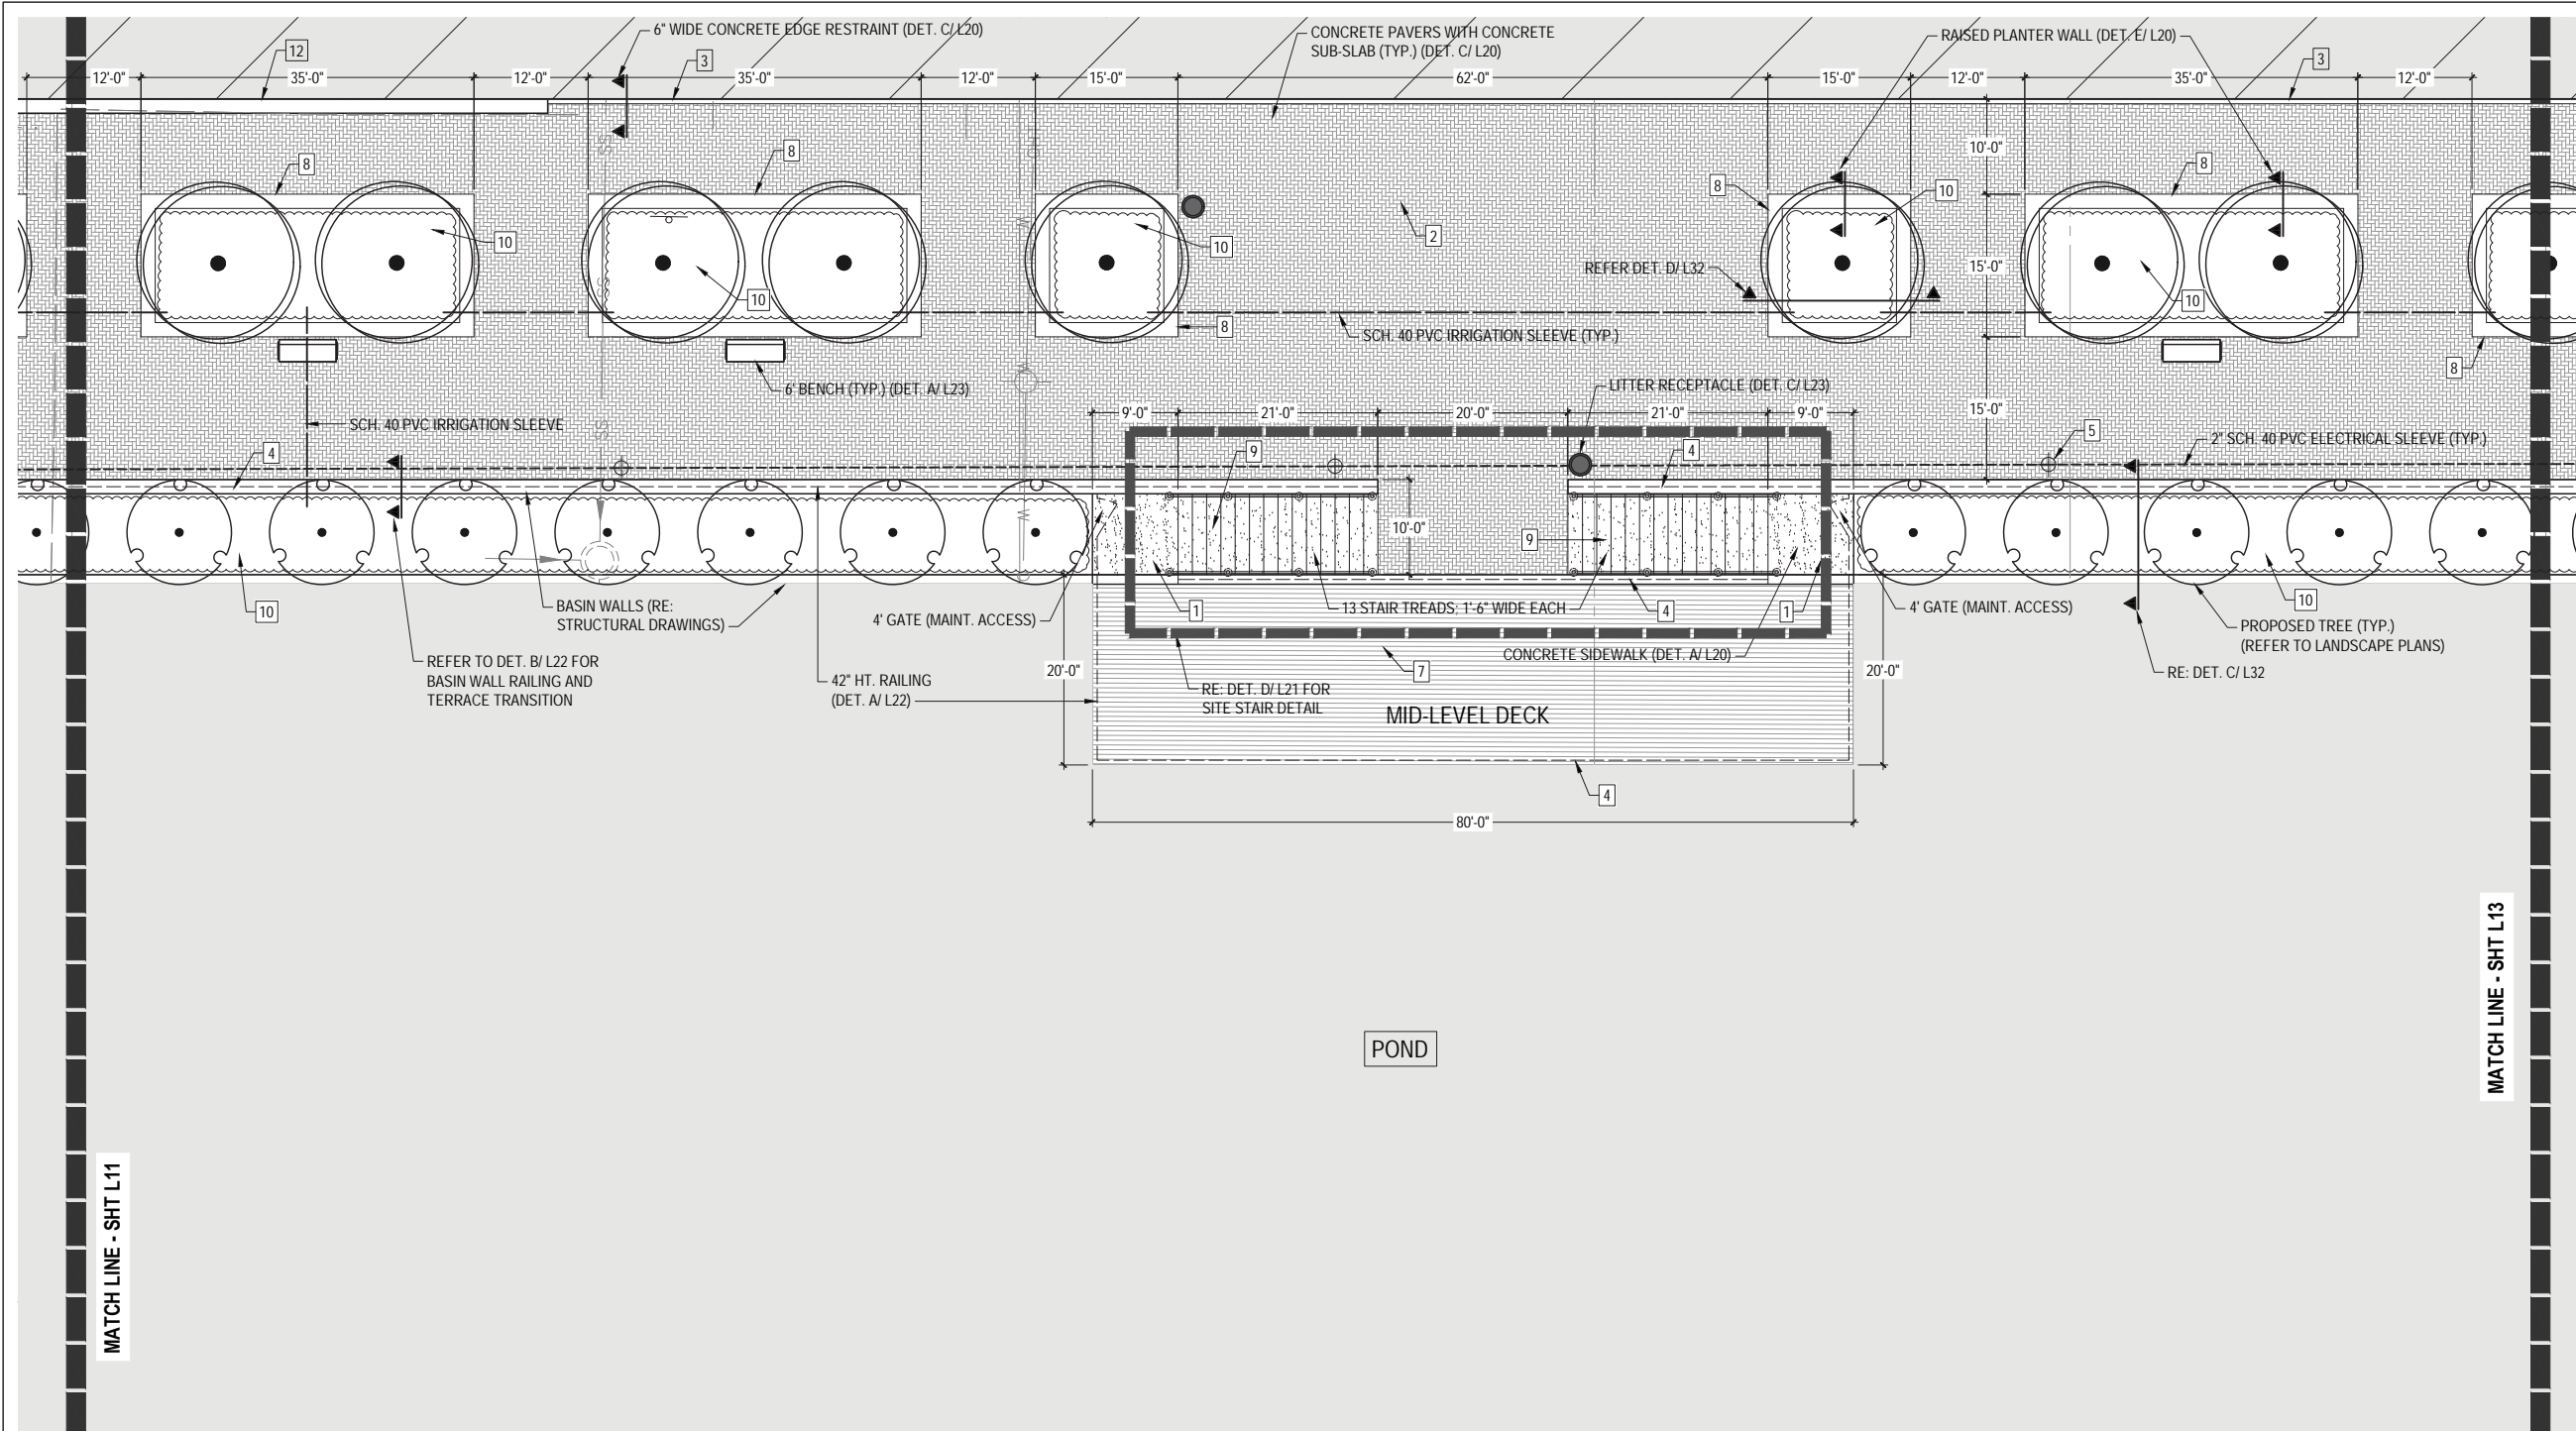 6" WIDE CONCRETE EDGE RESTRAINT (DET. C/ L20)
CONCRETE PAVERS WITH CONCRETE
SUB-SLAB (TYP.) (DET. C/ L20)
RAISED PLANTER WALL (DET. E/ L20)
12
3
3
12'-0"
35'-0"
12'-0"
35'-0"
12'-0"
15'-0"
62'-0"
15'-0"
12'-0"
35'-0"
12'-0"
SS
10'-0"
8
8
8
8
10
10
10
10
2
W
SS
15'-0"
REFER DET. D/ L32
10
10
8
SCH. 40 PVC IRRIGATION SLEEVE (TYP.)
8
W
6' BENCH (TYP.) (DET. A/ L23)
LITTER RECEPTACLE (DET. C/ L23)
SCH. 40 PVC IRRIGATION SLEEVE
SS
9'-0"
21'-0"
20'-0"
21'-0"
9'-0"
15'-0"
5
2" SCH. 40 PVC ELECTRICAL SLEEVE (TYP.)
4
9
4
W
10'-0"
9
10
BASIN WALLS (RE:
STRUCTURAL DRAWINGS)
4' GATE (MAINT. ACCESS)
1
13 STAIR TREADS; 1'-6" WIDE EACH
4
1
4' GATE (MAINT. ACCESS)
10
PROPOSED TREE (TYP.)
(REFER TO LANDSCAPE PLANS)
REFER TO DET. B/ L22 FOR
BASIN WALL RAILING AND
TERRACE TRANSITION
42" HT. RAILING
(DET. A/ L22)
20'-0"
RE: DET. D/ L21 FOR
SITE STAIR DETAIL
7
CONCRETE SIDEWALK (DET. A/ L20)
20'-0"
RE: DET. C/ L32
MID-LEVEL DECK
4
80'-0"
POND
MATCH LINE - SHT L11
MATCH LINE - SHT L13